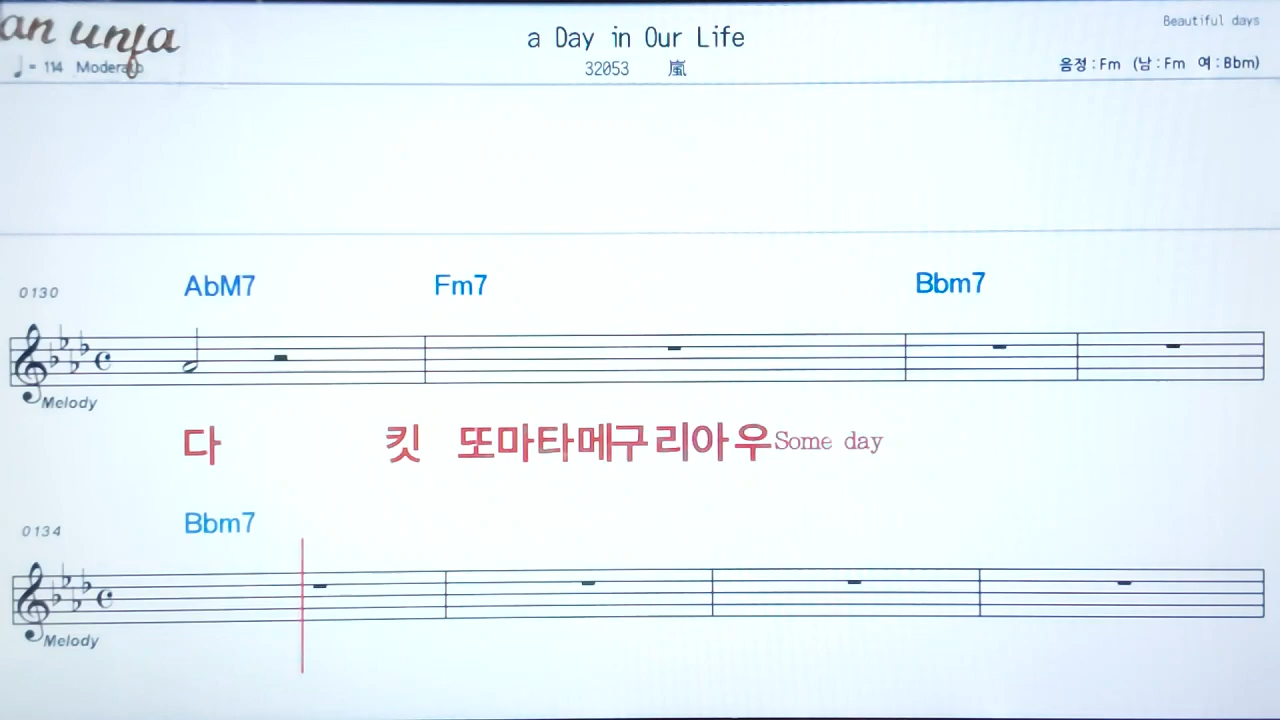 an unfa
a Day in Our Life
Beautiful days
♩= 114 Moderato
32053 嵐
음정:Fm (남:Fm 여:Bbm)
0130 AbM7 Fm7 Bbm7
Melody
다 킷 또마타메구리아우Some day
0134 Bbm7
Melody